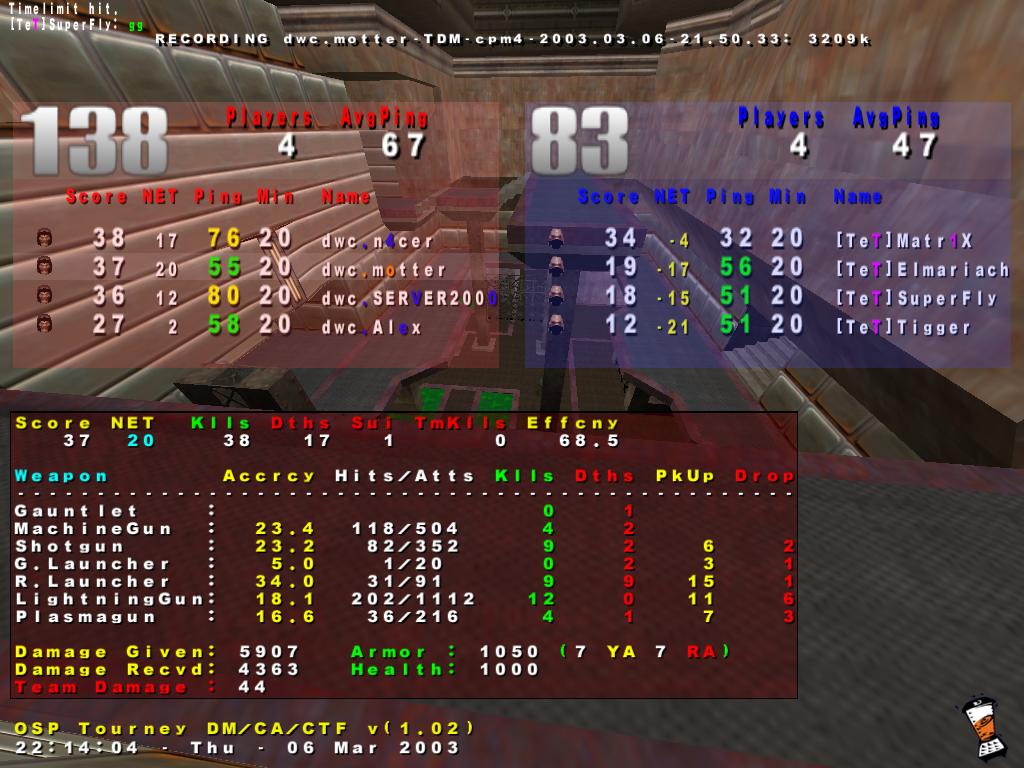 Timelimit hit.
[TeT]SuperFly: gg
RECORDING dwc.motter-TDM-cpm4-2003.03.06-21.50.33: 3209k
138 Players AvgPing
4 67
Score NET Ping Min Name
38 17 76 20 dwc.n4cer
37 20 55 20 dwc.motter
36 12 80 20 dwc.SERVER2000
27 2 58 20 dwc.Alex
83 Players AvgPing
4 47
Score NET Ping Min Name
34 -4 32 20 [TeT]Matr1X
19 -17 56 20 [TeT]Elmariach
18 -15 51 20 [TeT]SuperFly
12 -21 51 20 [TeT]Tigger
Score NET Klls Dths Sui TmKlls Effcny
37 20 38 17 1 0 68.5
Weapon Accrcy Hits/Atts Klls Dths PkUp Drop
- - - - - - - - - - - - - - - - - - - - - - - - - - - - - - - - - - - - - - - - - - - - - - - - -
Gauntlet : 0 1
MachineGun : 23.4 118/504 4 2
Shotgun : 23.2 82/352 9 2 6 2
G.Launcher : 5.0 1/20 0 2 3 1
R.Launcher : 34.0 31/91 9 9 15 1
LightningGun: 18.1 202/1112 12 0 11 6
Plasmagun : 16.6 36/216 4 1 7 3
Damage Given: 5907 Armor : 1050 (7 YA 7 RA)
Damage Recvd: 4363 Health: 1000
Team Damage : 44
OSP Tourney DM/CA/CTF v(1.02)
22:14:04 - Thu - 06 Mar 2003